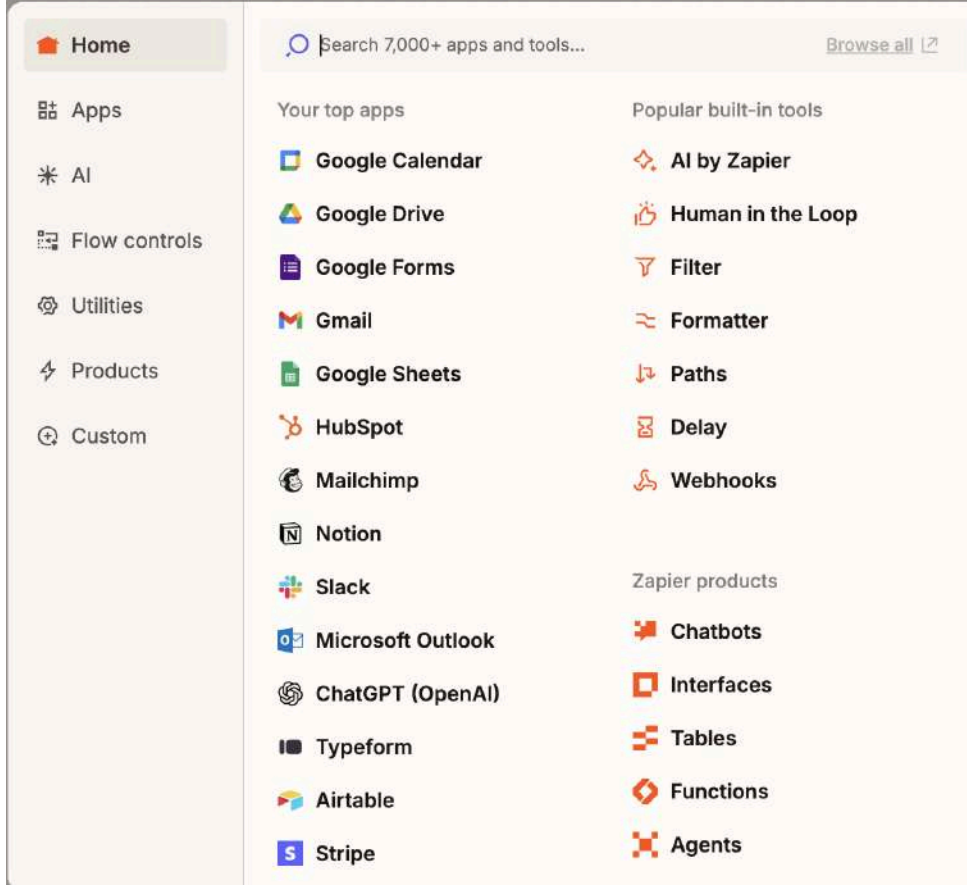 Home
Apps
AI
Flow controls
Utilities
Products
Custom
Search 7,000+ apps and tools...
Browse all
Your top apps
Google Calendar
Google Drive
Google Forms
Gmail
Google Sheets
HubSpot
Mailchimp
Notion
Slack
Microsoft Outlook
ChatGPT (OpenAI)
Typeform
Airtable
Stripe
Popular built-in tools
AI by Zapier
Human in the Loop
Filter
Formatter
Paths
Delay
Webhooks
Zapier products
Chatbots
Interfaces
Tables
Functions
Agents